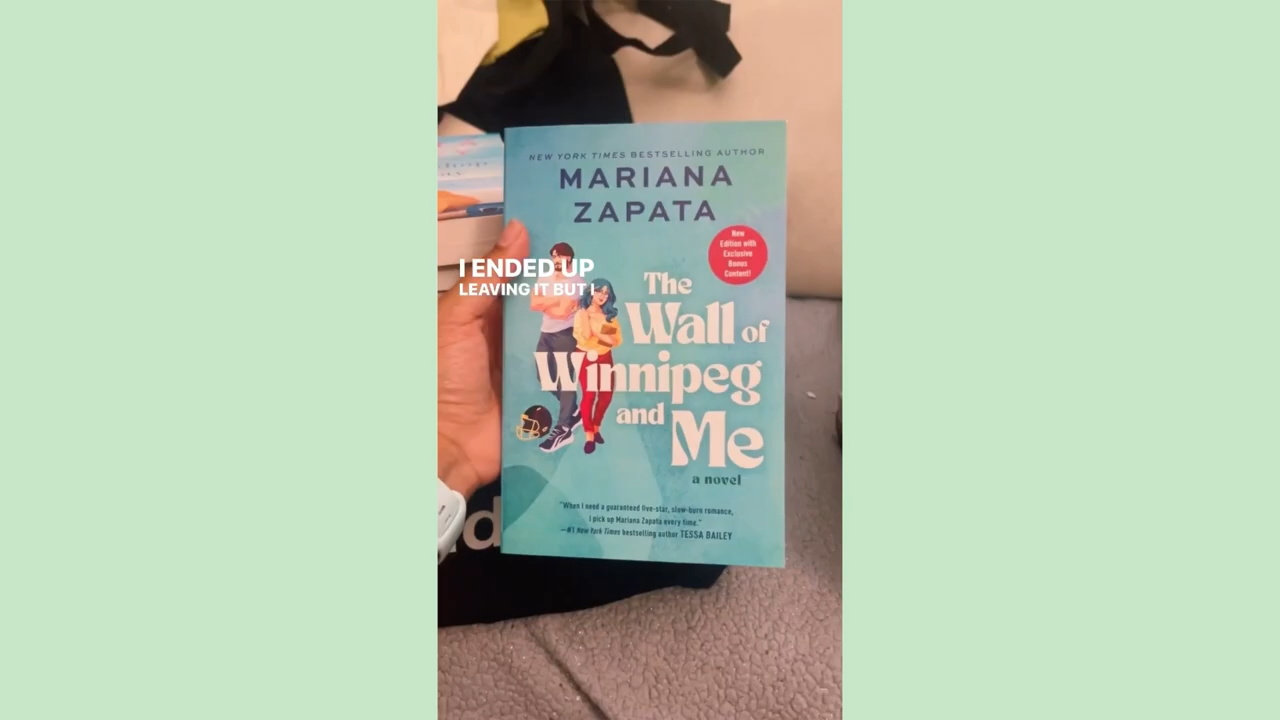 NEW YORK TIMES BESTSELLING AUTHOR
MARIANA
ZAPATA
New
Edition with
Exclusive
Bonus
Content!
I ENDED UP
LEAVING IT BUT I
The
Wall of
Winnipeg
and
Me
a novel
"When I need a guaranteed five-star, slow-burn romance,
I pick up Mariana Zapata every time."
—#1 New York Times bestselling author TESSA BAILEY
d